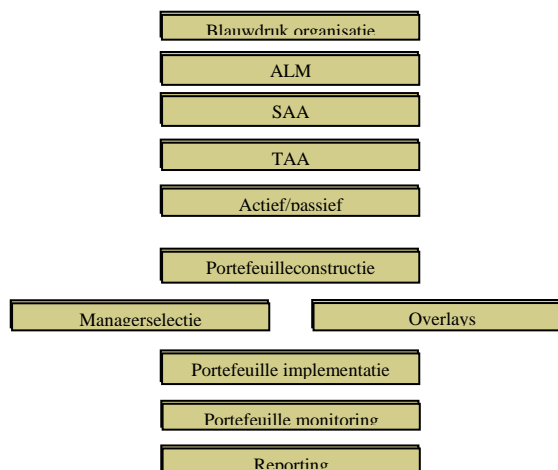 Blauwdruk organisatie
ALM
SAA
TAA
Actief/passief
Portefeuilleconstructie
Managerselectie
Overlays
Portefeuille implementatie
Portefeuille monitoring
Reporting